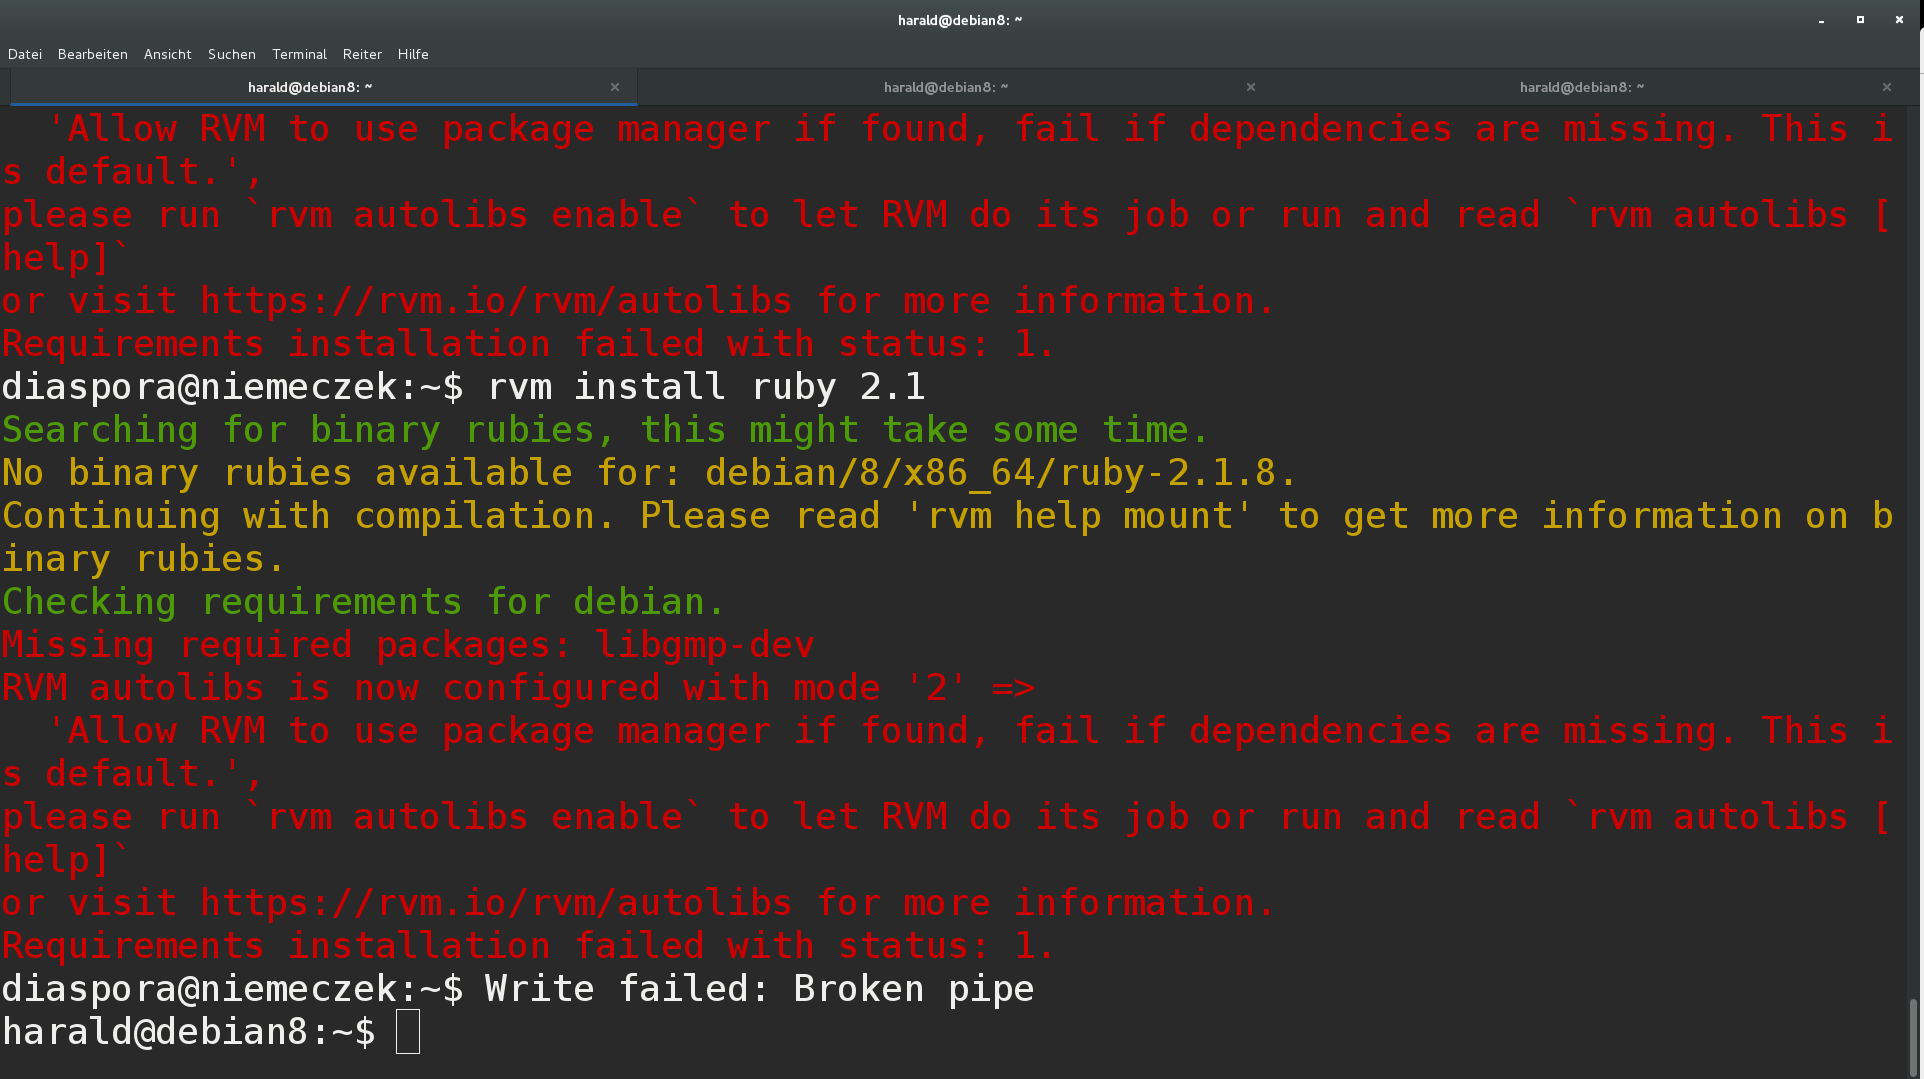 harald@debian8: ~
Datei Bearbeiten Ansicht Suchen Terminal Reiter Hilfe
harald@debian8: ~ × harald@debian8: ~ × harald@debian8: ~ ×
  'Allow RVM to use package manager if found, fail if dependencies are missing. This i
s default.',
please run `rvm autolibs enable` to let RVM do its job or run and read `rvm autolibs [
help]`
or visit https://rvm.io/rvm/autolibs for more information.
Requirements installation failed with status: 1.
diaspora@niemeczek:~$ rvm install ruby 2.1
Searching for binary rubies, this might take some time.
No binary rubies available for: debian/8/x86_64/ruby-2.1.8.
Continuing with compilation. Please read 'rvm help mount' to get more information on b
inary rubies.
Checking requirements for debian.
Missing required packages: libgmp-dev
RVM autolibs is now configured with mode '2' =>
  'Allow RVM to use package manager if found, fail if dependencies are missing. This i
s default.',
please run `rvm autolibs enable` to let RVM do its job or run and read `rvm autolibs [
help]`
or visit https://rvm.io/rvm/autolibs for more information.
Requirements installation failed with status: 1.
diaspora@niemeczek:~$ Write failed: Broken pipe
harald@debian8:~$